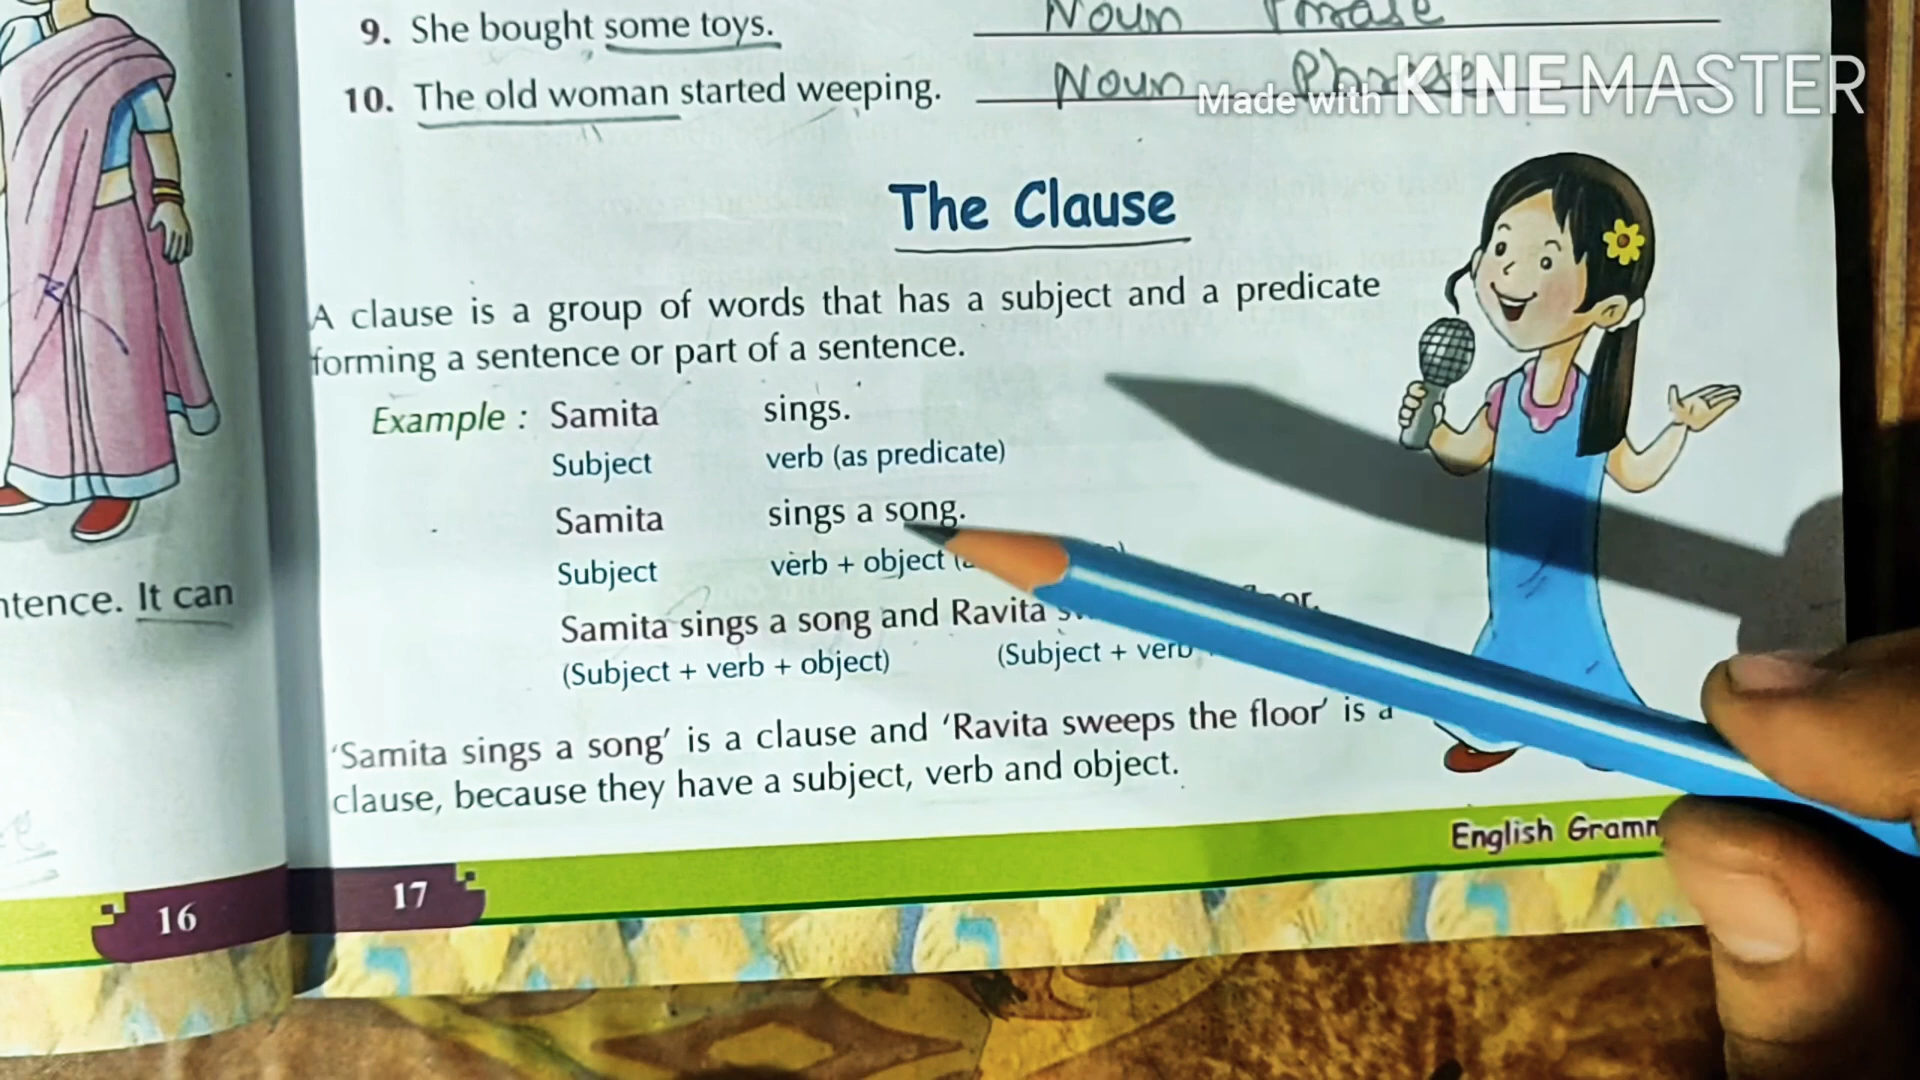 9. She bought some toys. Noun Phrase
10. The old woman started weeping. Noun Phrase
Made with KINEMASTER
The Clause
A clause is a group of words that has a subject and a predicate
forming a sentence or part of a sentence.
Example : Samita sings.
Subject verb (as predicate)
Samita sings a song.
Subject verb + object
ntence. It can
Samita sings a song and Ravita
(Subject + verb + object) (Subject + verb
'Samita sings a song' is a clause and 'Ravita sweeps the floor' is a
clause, because they have a subject, verb and object.
English Gramm
16
17